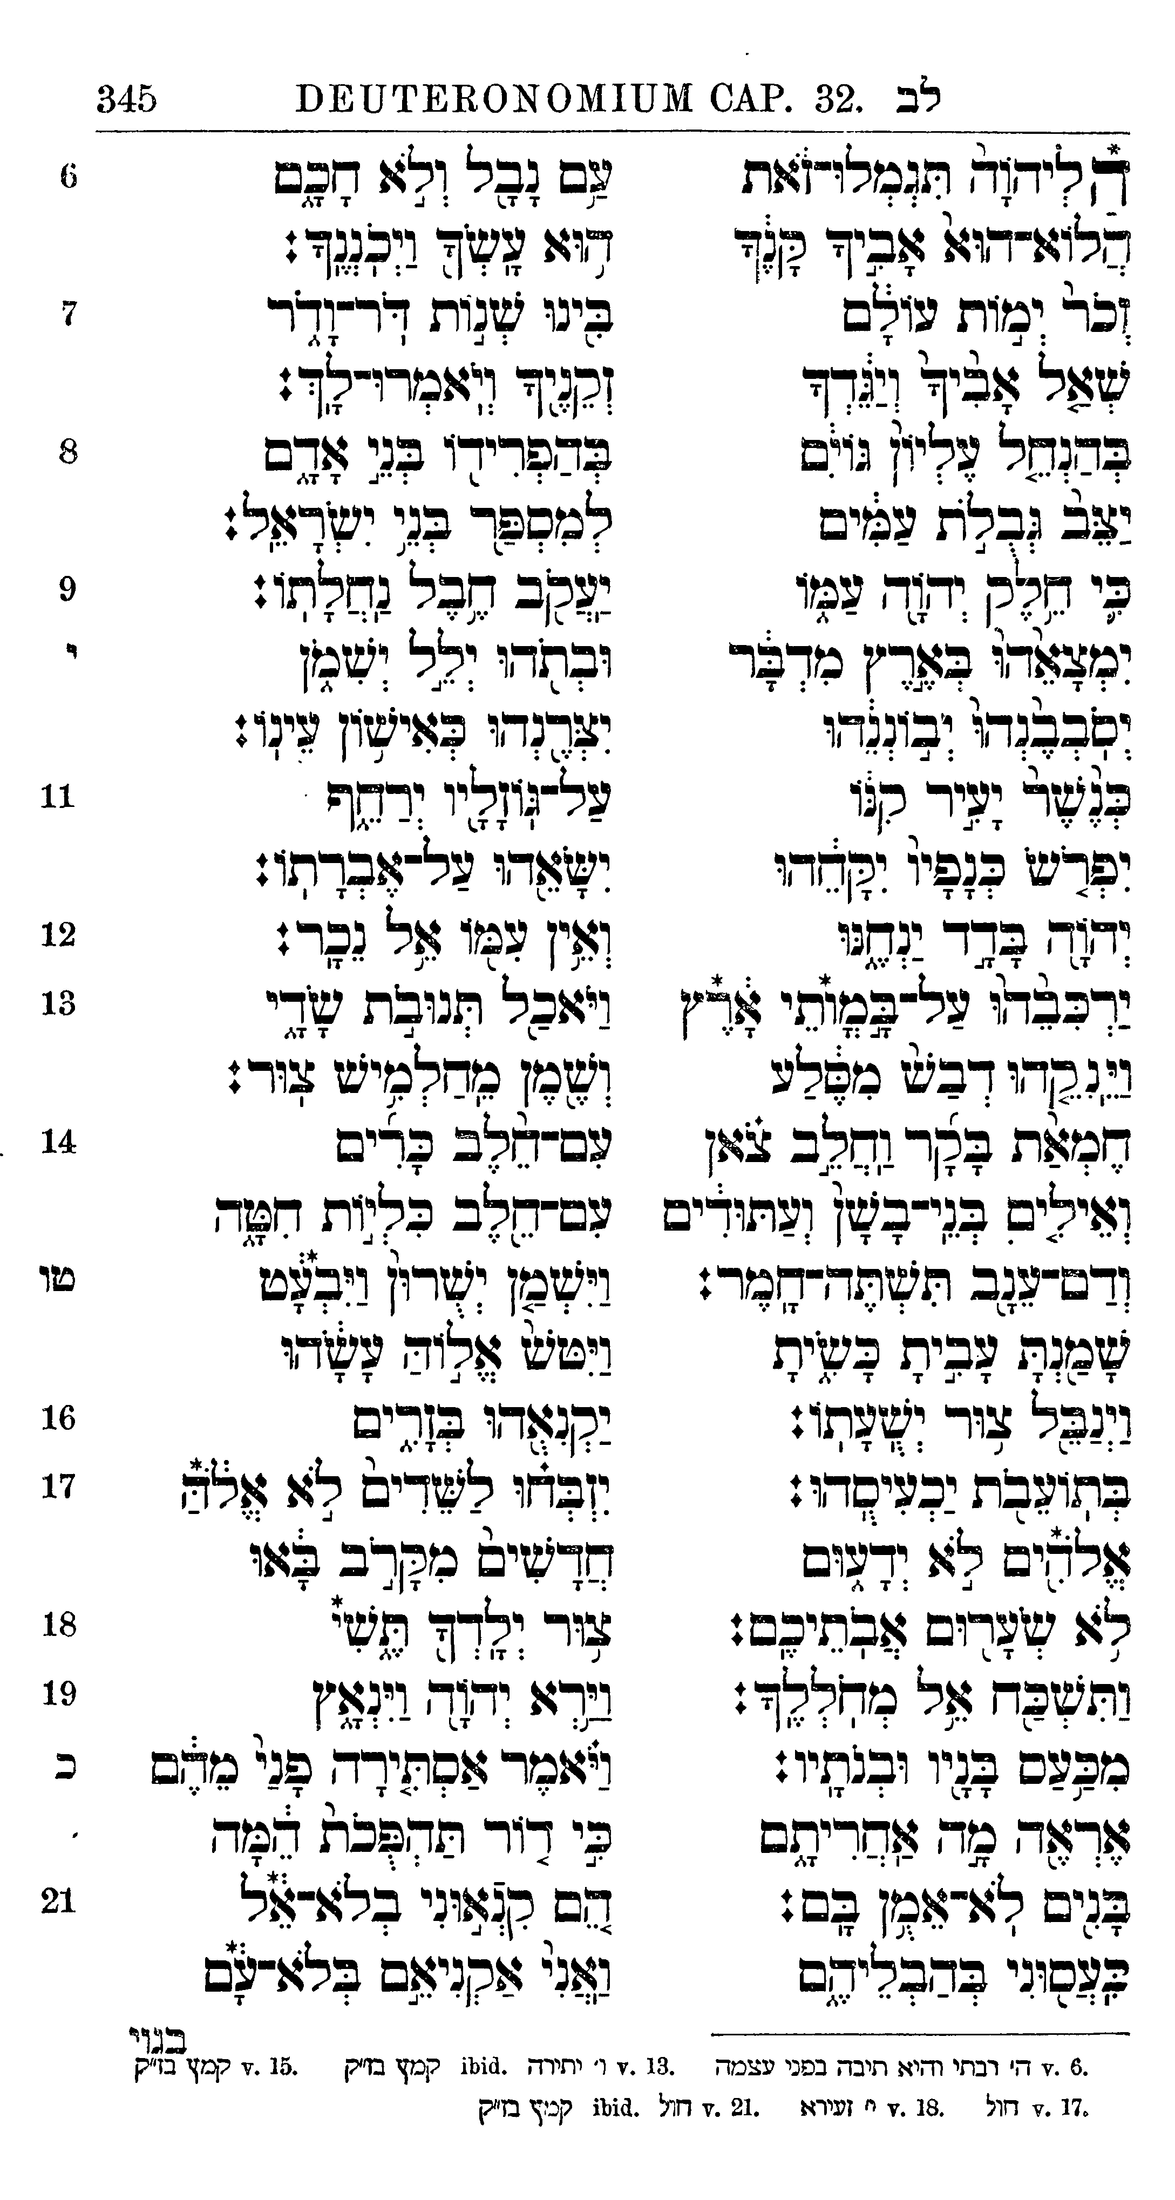 345 DEUTERONOMIUM CAP. 32. לב
הַ֤ לְיְהוָֹה֙ תִּגְמְלוּ־זֹ֔את עַ֥ם נָבָ֖ל וְלֹ֣א חָכָ֑ם 6
הֲלוֹא־הוּא֙ אָבִ֣יךָ קָּנֶ֔ךָ ה֥וּא עָֽשְׂךָ֖ וַֽיְכֹנְנֶֽךָ׃
זְכֹר֙ יְמ֣וֹת עוֹלָ֔ם בִּ֖ינוּ שְׁנ֣וֹת דֹּֽר־וָדֹ֑ר 7
שְׁאַ֤ל אָבִ֙יךָ֙ וְיַגֵּ֔דְךָ זְקֵנֶ֖יךָ וְיֹ֥אמְרוּ־לָֽךְ׃
בְּהַנְחֵ֤ל עֶלְיוֹן֙ גּוֹיִ֔ם בְּהַפְרִיד֖וֹ בְּנֵ֣י אָדָ֑ם 8
יַצֵּב֙ גְּבֻלֹ֣ת עַמִּ֔ים לְמִסְפַּ֖ר בְּנֵ֥י יִשְׂרָאֵֽל׃
כִּ֛י חֵ֥לֶק יְהוָֹ֖ה עַמּ֑וֹ יַעֲקֹ֖ב חֶ֥בֶל נַחֲלָתֽוֹ׃ 9
יִמְצָאֵ֙הוּ֙ בְּאֶ֣רֶץ מִדְבָּ֔ר וּבְתֹ֖הוּ יְלֵ֣ל יְשִׁמֹ֑ן י
יְסֹֽבְבֶ֙נְהוּ֙ יְב֣וֹנְנֵ֔הוּ יִצְּרֶ֖נְהוּ כְּאִישׁ֥וֹן עֵינֽוֹ׃
כְּנֶ֙שֶׁר֙ יָעִ֣יר קִנּ֔וֹ עַל־גּוֹזָלָ֖יו יְרַחֵ֑ף 11
יִפְרֹ֤שׂ כְּנָפָיו֙ יִקָּחֵ֔הוּ יִשָּׂאֵ֖הוּ עַל־אֶבְרָתֽוֹ׃
יְהוָֹ֖ה בָּדָ֣ד יַנְחֶ֑נּוּ וְאֵ֥ין עִמּ֖וֹ אֵ֥ל נֵכָֽר׃ 12
יַרְכִּבֵ֙הוּ֙ עַל־בָּ֣מֳותֵי אָ֔רֶץ וַיֹּאכַ֖ל תְּנוּבֹ֣ת שָׂדָ֑י 13
וַיֵּֽנִקֵ֤הוּ דְבַשׁ֙ מִסֶּ֔לַע וְשֶׁ֖מֶן מֵֽחַלְמִ֥ישׁ צֽוּר׃
חֶמְאַ֨ת בָּקָ֜ר וַחֲלֵ֣ב צֹ֗אן עִם־חֵ֨לֶב כָּרִ֜ים 14
וְאֵילִ֤ים בְּנֵֽי־בָשָׁן֙ וְעַתּוּדִ֔ים עִם־חֵ֖לֶב כִּלְי֣וֹת חִטָּ֑ה
וְדַם־עֵנָ֖ב תִּשְׁתֶּה־חָֽמֶר׃ וַיִּשְׁמַ֤ן יְשֻׁרוּן֙ וַיִּבְעָ֔ט טו
שָׁמַ֖נְתָּ עָבִ֣יתָ כָּשִׂ֑יתָ וַיִּטֹּשׁ֙ אֱל֣וֹהַּ עָשָׂ֔הוּ
וַיְנַבֵּ֖ל צ֥וּר יְשֻׁעָתֽוֹ׃ יַקְנִאֻ֖הוּ בְּזָרִ֑ים 16
בְּתוֹעֵבֹ֖ת יַכְעִיסֻֽהוּ׃ יִזְבְּח֗וּ לַשֵּׁדִים֙ לֹ֣א אֱלֹ֔הַּ 17
אֱלֹהִ֖ים לֹ֣א יְדָע֑וּם חֲדָשִׁים֙ מִקָּרֹ֣ב בָּ֔אוּ
לֹ֥א שְׂעָר֖וּם אֲבֹתֵיכֶֽם׃ צ֥וּר יְלָדְךָ֖ תֶּ֑שִׁי 18
וַתִּשְׁכַּ֖ח אֵ֥ל מְחֹלְלֶֽךָ׃ וַיַּ֥רְא יְהוָֹ֖ה וַיִּנְאָ֑ץ 19
מִכַּ֥עַס בָּנָ֖יו וּבְנֹתָֽיו׃ וַיֹּ֗אמֶר אַסְתִּ֤ירָה פָנַי֙ מֵהֶ֔ם כ
אֶרְאֶ֖ה מָ֣ה אַחֲרִיתָ֑ם כִּ֣י ד֤וֹר תַּהְפֻּכֹת֙ הֵ֔מָּה
בָּנִ֖ים לֹא־אֵמֻ֥ן בָּֽם׃ הֵ֚ם קִנְא֣וּנִי בְלֹא־אֵ֔ל 21
כִּעֲס֖וּנִי בְּהַבְלֵיהֶ֑ם וַאֲנִי֙ אַקְנִיאֵ֣ם בְּלֹא־עָ֔ם
בגוי
v. 6. ה׳ רבתי והיא תיבה בפני עצמה v. 13. ו׳ יתירה ibid. קמץ בז״ק v. 15. קמץ בז״ק
v. 17. חול v. 18. י׳ זעירא v. 21. חול ibid. קמץ בז״ק